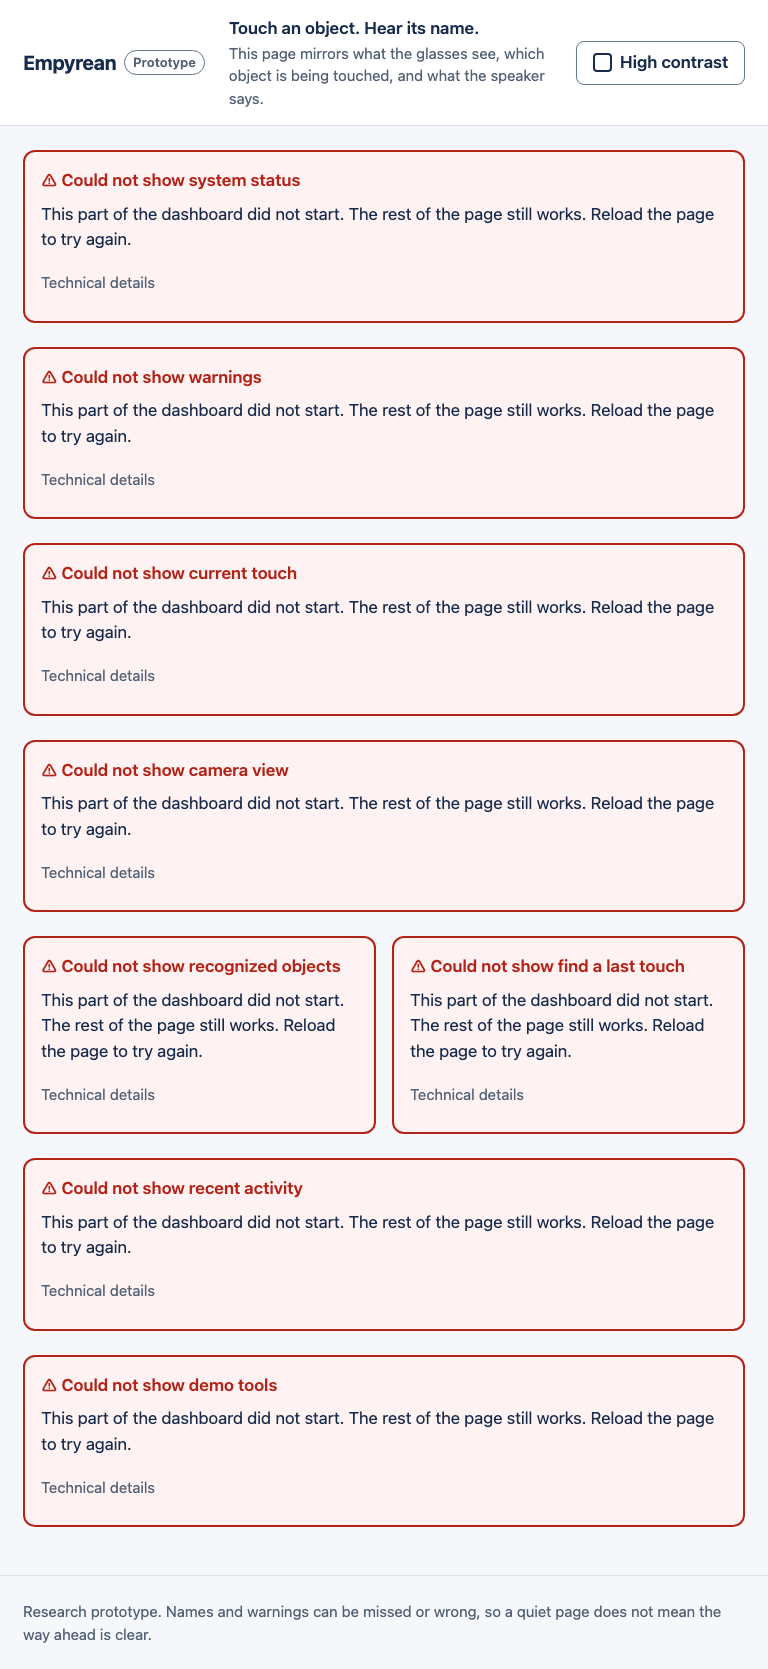 Empyrean
Prototype
Touch an object. Hear its name.
This page mirrors what the glasses see, which
object is being touched, and what the speaker
says.
High contrast
Could not show system status
This part of the dashboard did not start. The rest of the page still works. Reload the page
to try again.
Technical details
Could not show warnings
This part of the dashboard did not start. The rest of the page still works. Reload the page
to try again.
Technical details
Could not show current touch
This part of the dashboard did not start. The rest of the page still works. Reload the page
to try again.
Technical details
Could not show camera view
This part of the dashboard did not start. The rest of the page still works. Reload the page
to try again.
Technical details
Could not show recognized objects
This part of the dashboard did not start.
The rest of the page still works. Reload
the page to try again.
Technical details
Could not show find a last touch
This part of the dashboard did not start.
The rest of the page still works. Reload
the page to try again.
Technical details
Could not show recent activity
This part of the dashboard did not start. The rest of the page still works. Reload the page
to try again.
Technical details
Could not show demo tools
This part of the dashboard did not start. The rest of the page still works. Reload the page
to try again.
Technical details
Research prototype. Names and warnings can be missed or wrong, so a quiet page does not mean the
way ahead is clear.